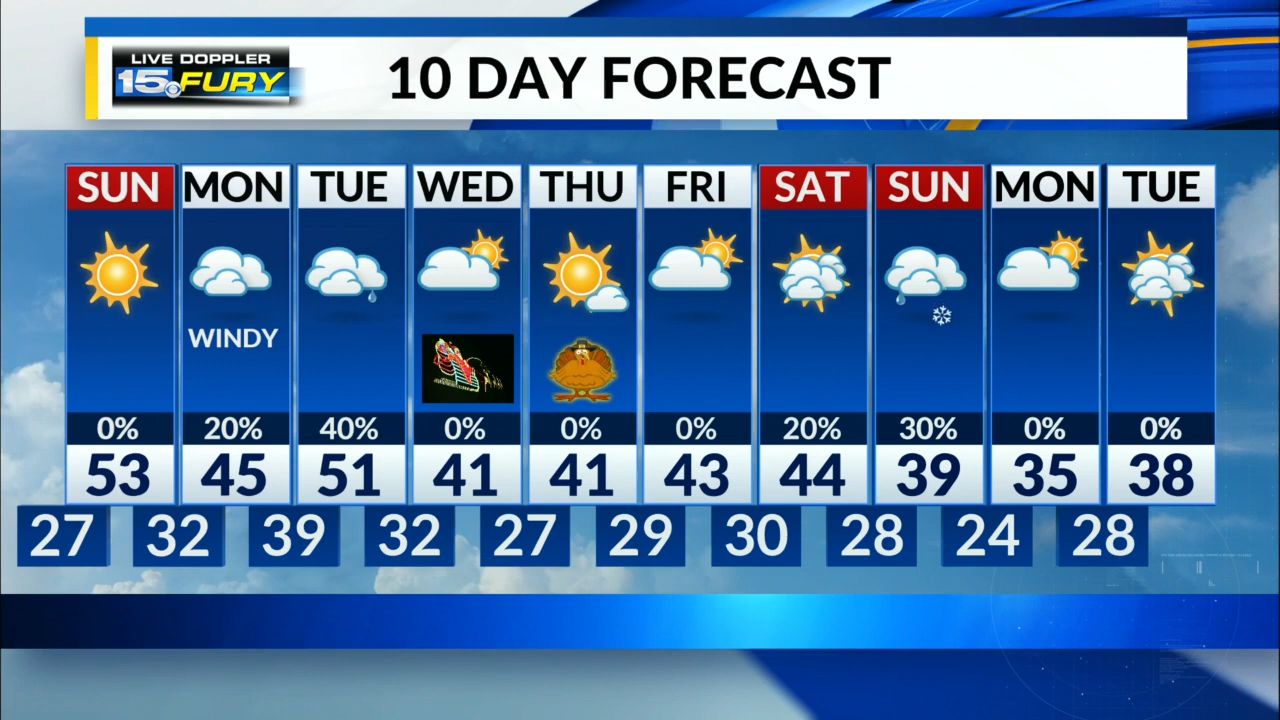 LIVE DOPPLER
15 FURY
10 DAY FORECAST
SUN MON TUE WED THU FRI SAT SUN MON TUE
WINDY
0% 20% 40% 0% 0% 0% 20% 30% 0% 0%
53 45 51 41 41 43 44 39 35 38
27 32 39 32 27 29 30 28 24 28